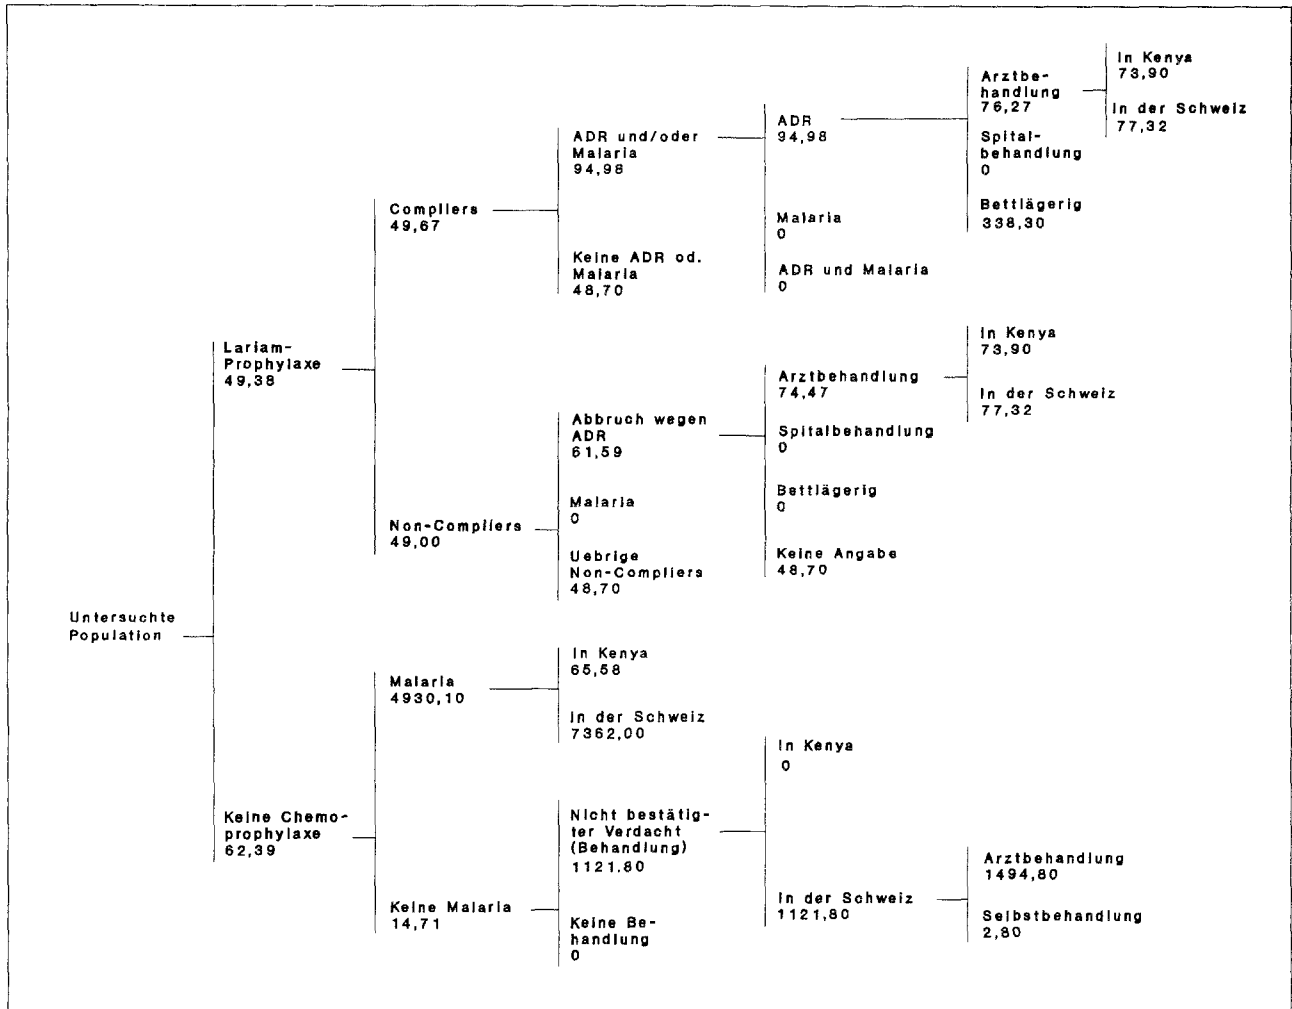 Untersuchte
Population
Lariam-
Prophylaxe
49,38
Compliers
49,67
ADR und/oder
Malaria
94,98
ADR
94,98
Arztbe-
handlung
76,27
In Kenya
73,90
In der Schweiz
77,32
Spital-
behandlung
0
Bettlägerig
338,30
Malaria
0
ADR und Malaria
0
Keine ADR od.
Malaria
48,70
Non-Compliers
49,00
Abbruch wegen
ADR
61,59
Arztbehandlung
74,47
In Kenya
73,90
In der Schweiz
77,32
Spitalbehandlung
0
Bettlägerig
0
Keine Angabe
48,70
Malaria
0
Uebrige
Non-Compliers
48,70
Keine Chemo-
prophylaxe
62,39
Malaria
4930,10
In Kenya
65,58
In der Schweiz
7362,00
Keine Malaria
14,71
Nicht bestätig-
ter Verdacht
(Behandlung)
1121,80
In Kenya
0
In der Schweiz
1121,80
Arztbehandlung
1494,80
Selbstbehandlung
2,80
Keine Be-
handlung
0